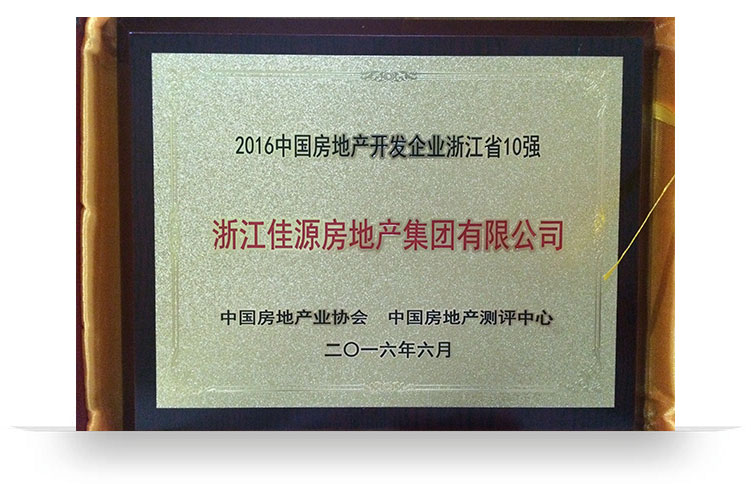 2016中国房地产开发企业浙江省10强
浙江佳源房地产集团有限公司
中国房地产业协会 中国房地产测评中心
二〇一六年六月